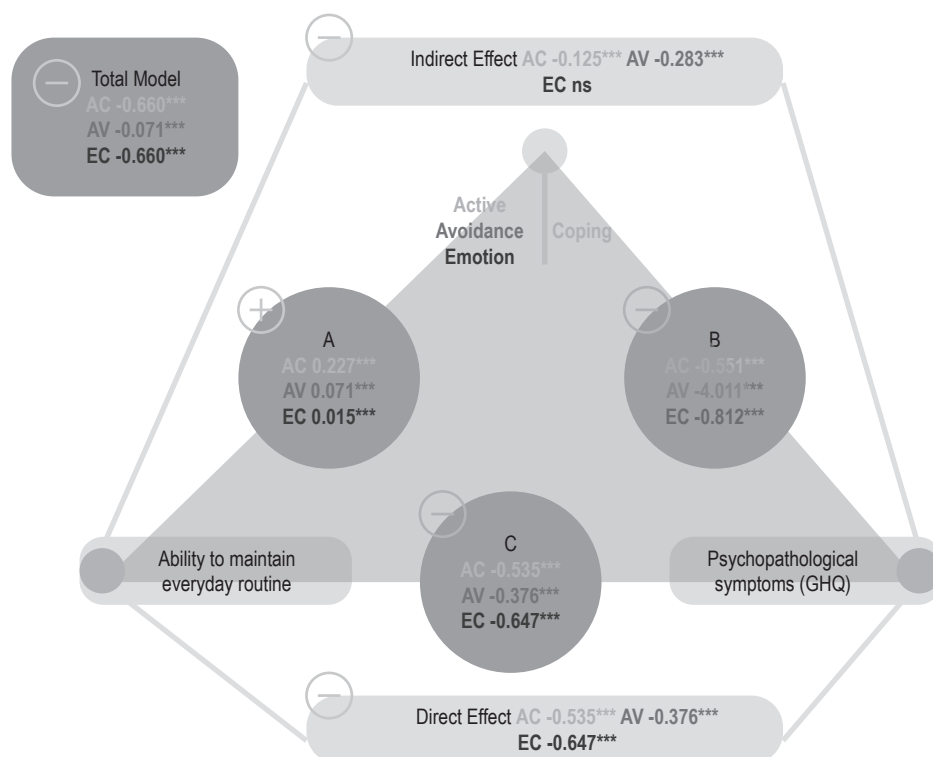 Indirect Effect AC -0.125*** AV -0.283***
EC ns
Total Model
AC -0.660***
AV -0.071***
EC -0.660***
Active
Avoidance
Emotion
Coping
A
AC 0.227***
AV 0.071***
EC 0.015***
B
AC -0.551***
AV -4.011***
EC -0.812***
C
AC -0.535***
AV -0.376***
EC -0.647***
Ability to maintain
everyday routine
Psychopathological
symptoms (GHQ)
Direct Effect AC -0.535*** AV -0.376***
EC -0.647***